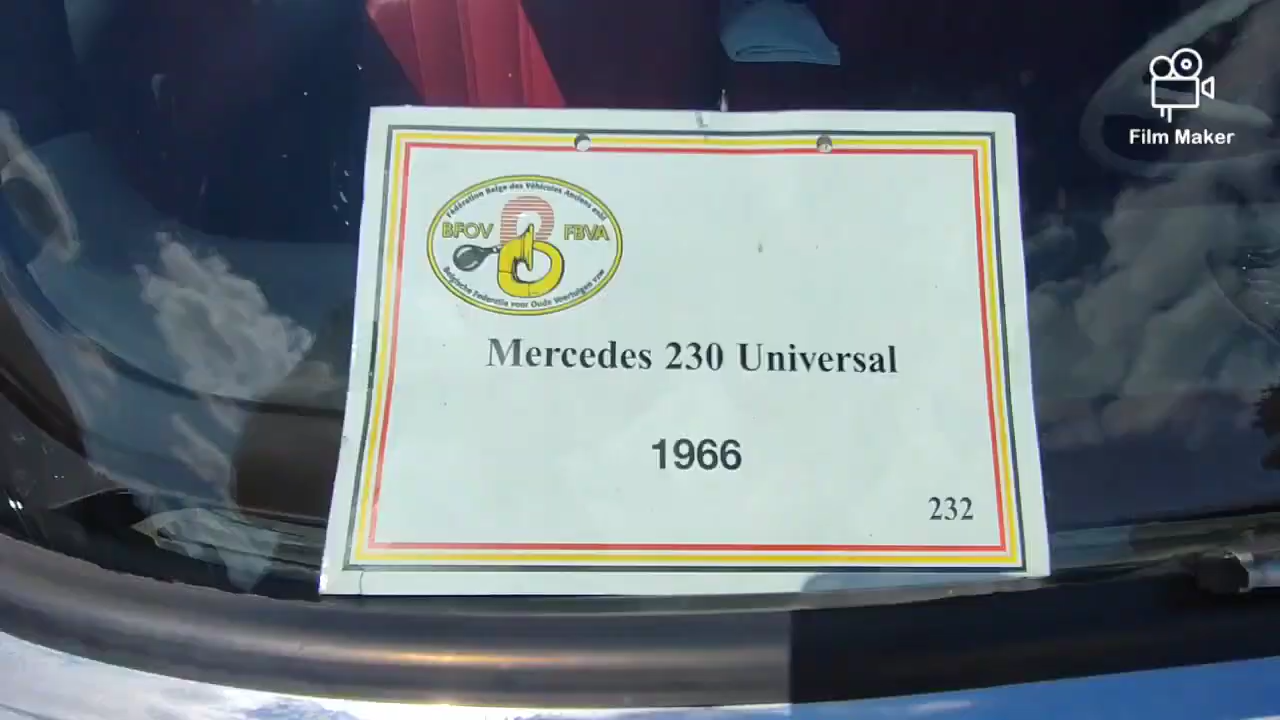 Film Maker
Fédération Belge des Véhicules Anciens asbl
BFOV FBVA
Belgische Federatie voor Oude Voertuigen vzw
Mercedes 230 Universal
1966
232